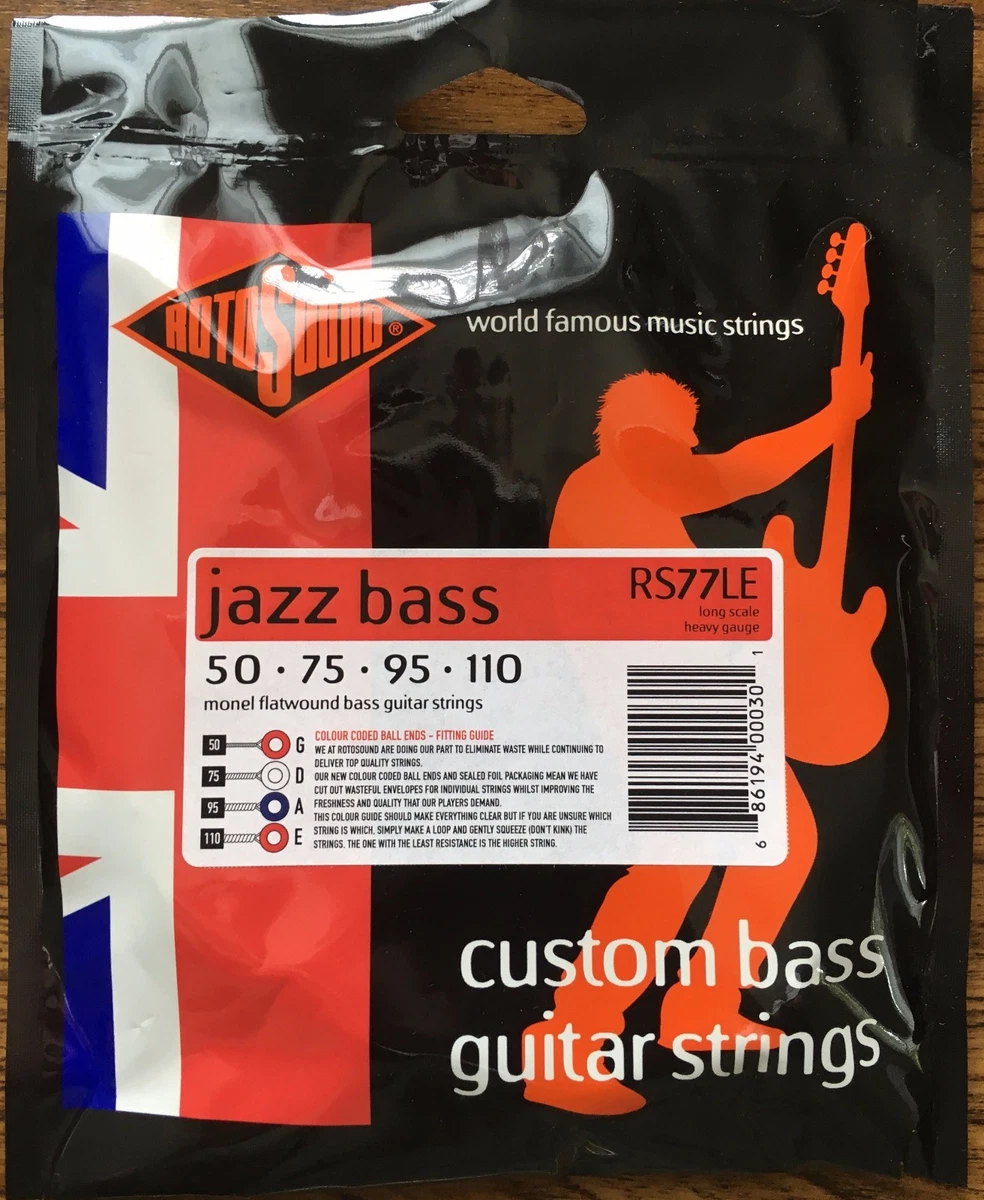 ROTOSOUND®
world famous music strings
jazz bass
RS77LE
long scale
heavy gauge
50 · 75 · 95 · 110
monel flatwound bass guitar strings
50 G
75 D
95 A
110 E
COLOUR CODED BALL ENDS - FITTING GUIDE
WE AT ROTOSOUND ARE DOING OUR PART TO ELIMINATE WASTE WHILE CONTINUING TO
DELIVER TOP QUALITY STRINGS.
OUR NEW COLOUR CODED BALL ENDS AND SEALED FOIL PACKAGING MEAN WE HAVE
CUT OUT WASTEFUL ENVELOPES FOR INDIVIDUAL STRINGS WHILST IMPROVING THE
FRESHNESS AND QUALITY THAT OUR PLAYERS DEMAND.
THIS COLOUR GUIDE SHOULD MAKE EVERYTHING CLEAR BUT IF YOU ARE UNSURE WHICH
STRING IS WHICH, SIMPLY MAKE A LOOP AND GENTLY SQUEEZE (DON'T KINK) THE
STRINGS. THE ONE WITH THE LEAST RESISTANCE IS THE HIGHER STRING.
6 86194 00030 1
custom bass
guitar strings